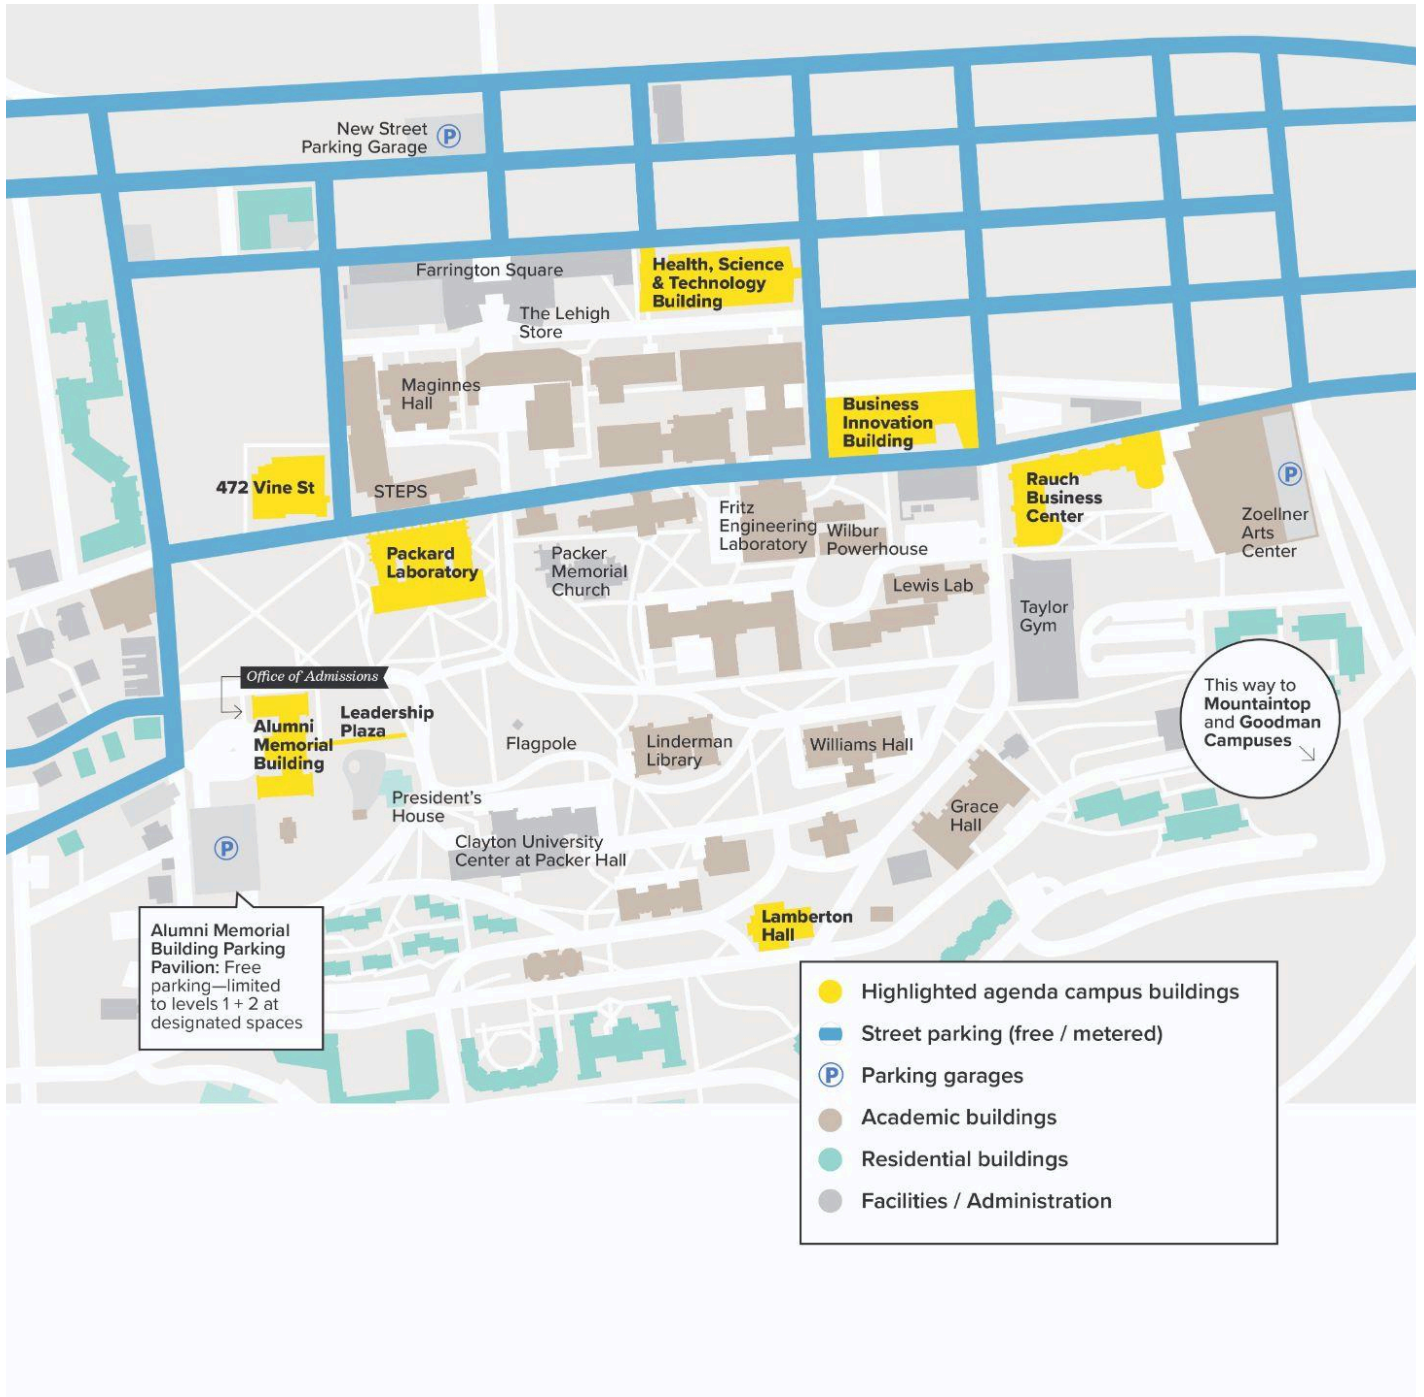 New Street
Parking Garage
P
Farrington Square
Health, Science
& Technology
Building
The Lehigh
Store
Maginnes
Hall
Business
Innovation
Building
472 Vine St
STEPS
Rauch
Business
Center
P
Zoellner
Arts
Center
Fritz
Engineering
Laboratory
Wilbur
Powerhouse
Packard
Laboratory
Packer
Memorial
Church
Lewis Lab
Taylor
Gym
Office of Admissions
This way to
Mountaintop
and Goodman
Campuses
Leadership
Plaza
Alumni
Memorial
Building
Flagpole
Linderman
Library
Williams Hall
President's
House
Grace
Hall
Clayton University
Center at Packer Hall
P
Lamberton
Hall
Alumni Memorial
Building Parking
Pavilion: Free
parking—limited
to levels 1 + 2 at
designated spaces
Highlighted agenda campus buildings
Street parking (free / metered)
P Parking garages
Academic buildings
Residential buildings
Facilities / Administration